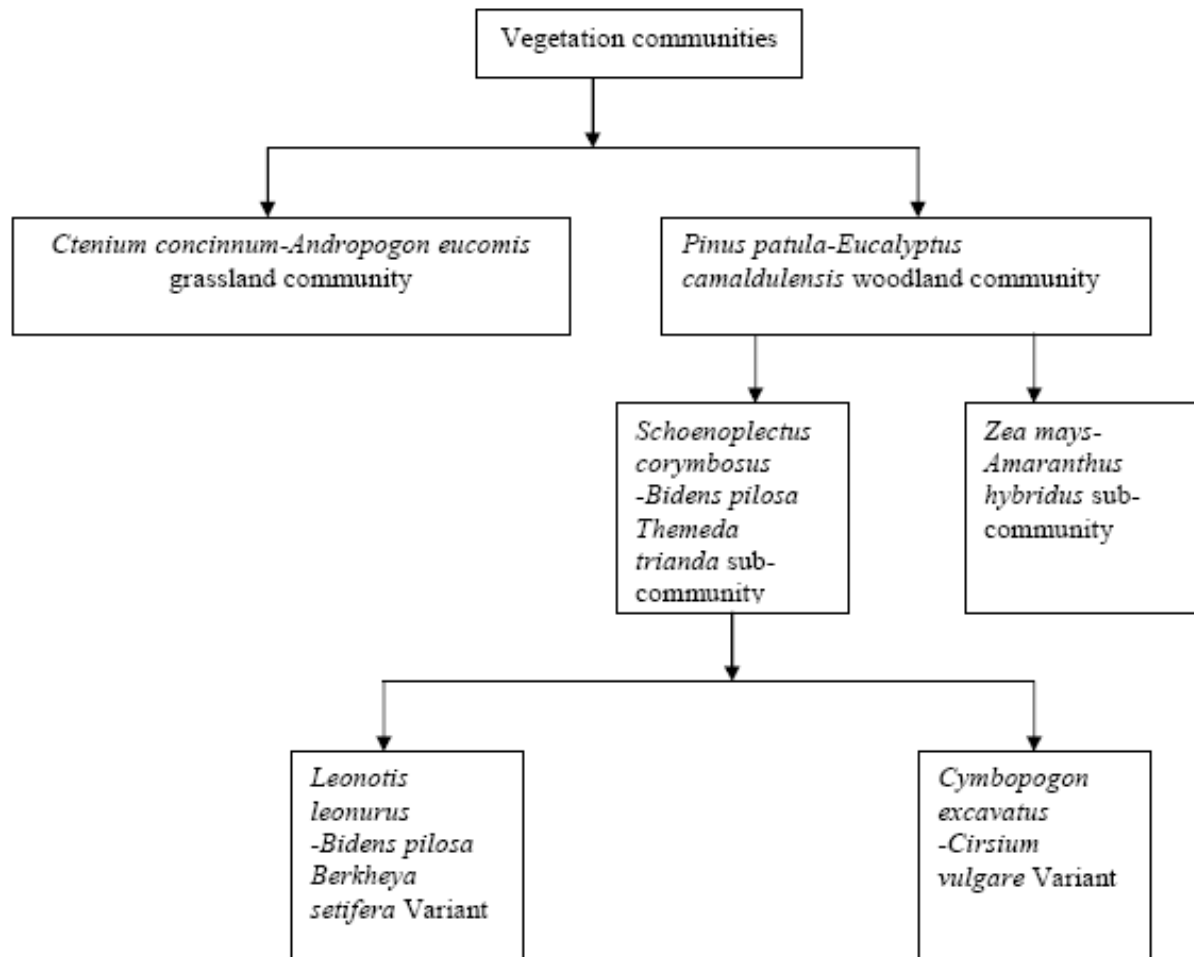 Vegetation communities
Ctenium concinnum-Andropogon eucomis
grassland community
Pinus patula-Eucalyptus
camaldulensis woodland community
Schoenoplectus
corymbosus
-Bidens pilosa
Themeda
trianda sub-
community
Zea mays-
Amaranthus
hybridus sub-
community
Leonotis
leonurus
-Bidens pilosa
Berkheya
setifera Variant
Cymbopogon
excavatus
-Cirsium
vulgare Variant